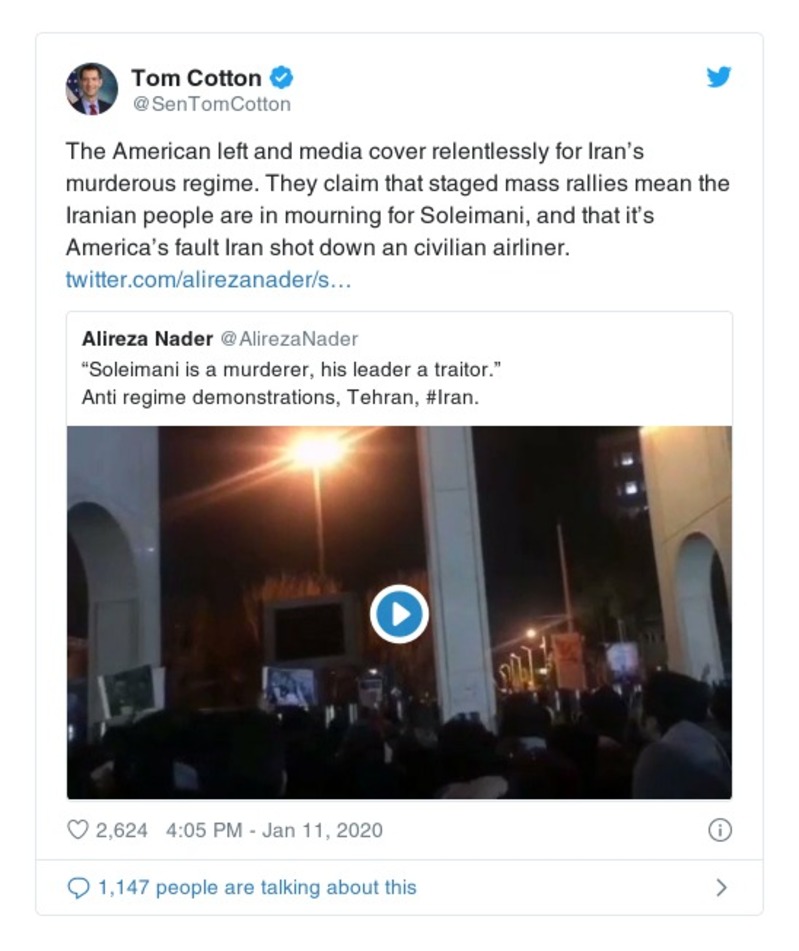 Tom Cotton
@SenTomCotton
The American left and media cover relentlessly for Iran’s
murderous regime. They claim that staged mass rallies mean the
Iranian people are in mourning for Soleimani, and that it’s
America’s fault Iran shot down an civilian airliner.
twitter.com/alirezanader/s…
Alireza Nader @AlirezaNader
“Soleimani is a murderer, his leader a traitor.”
Anti regime demonstrations, Tehran, #Iran.
2,624 4:05 PM - Jan 11, 2020
1,147 people are talking about this